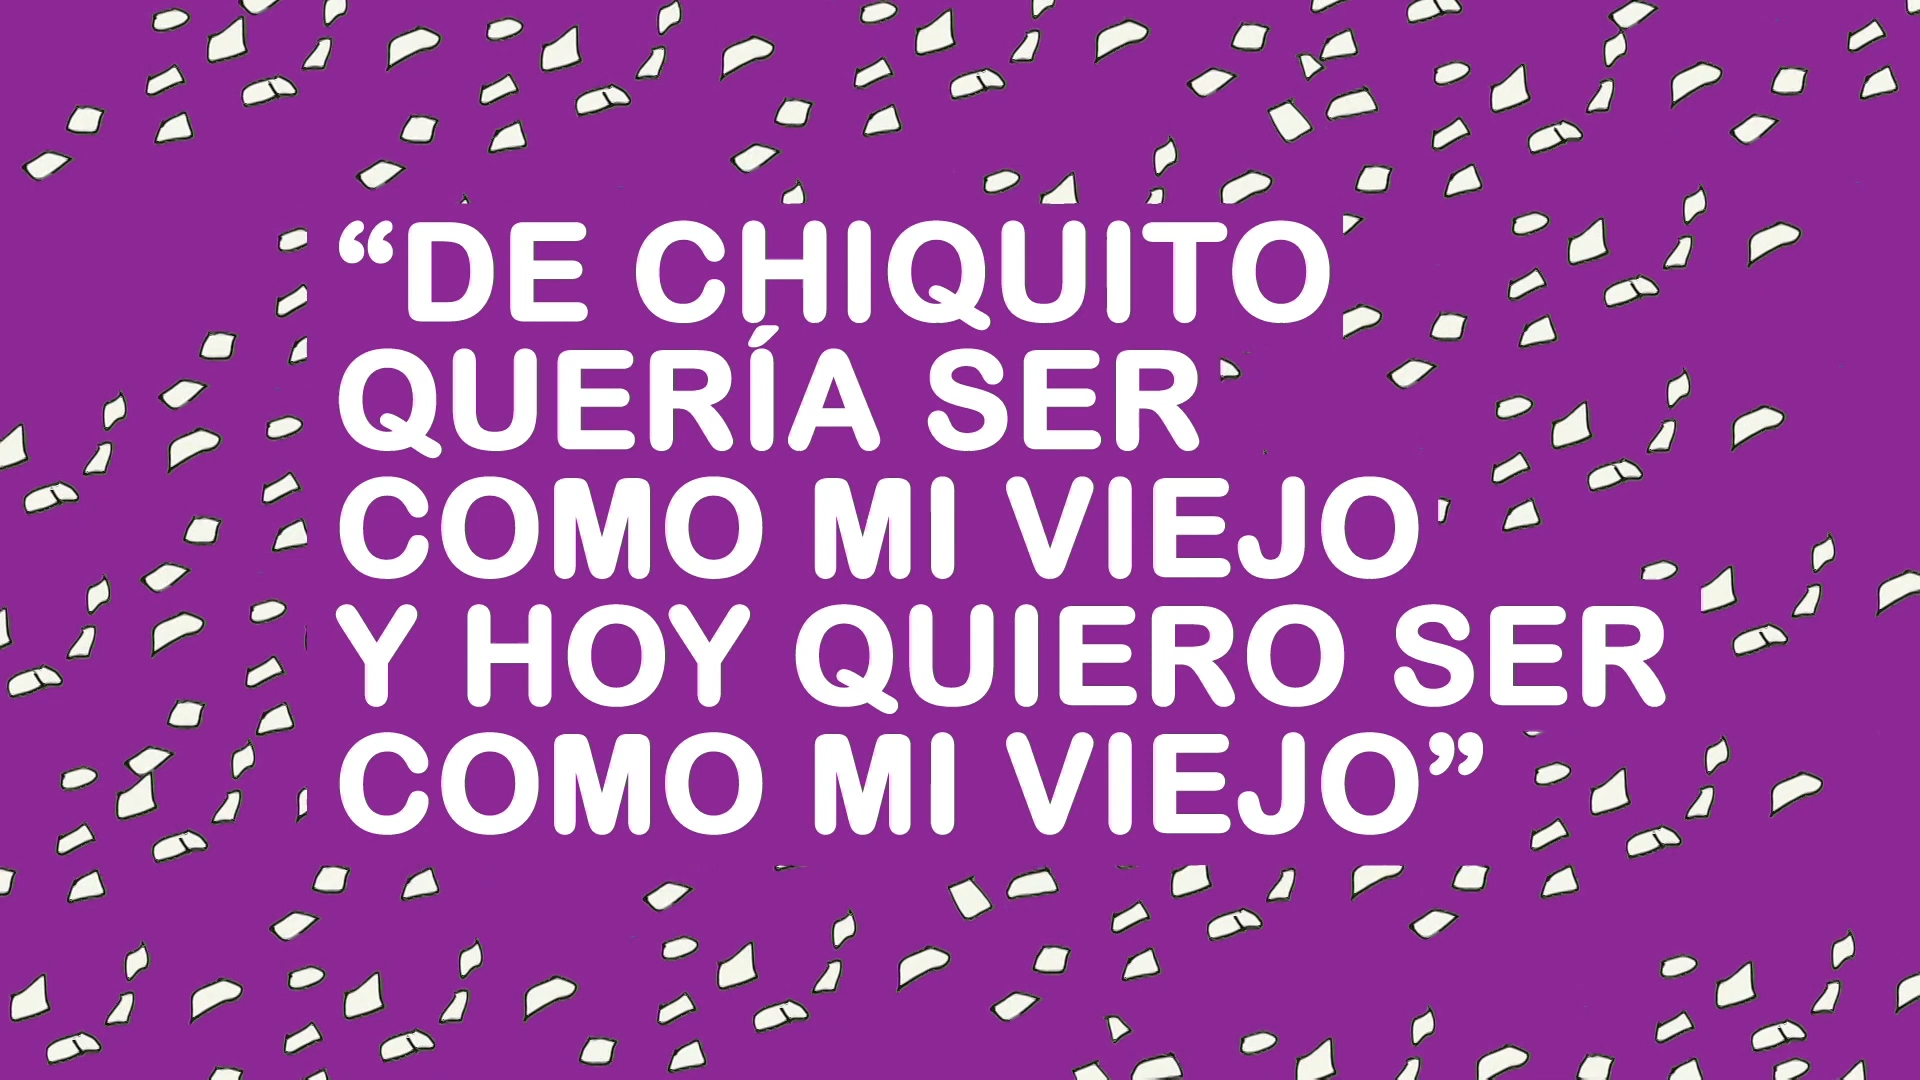 “DE CHIQUITO
QUERÍA SER
COMO MI VIEJO
Y HOY QUIERO SER
COMO MI VIEJO”